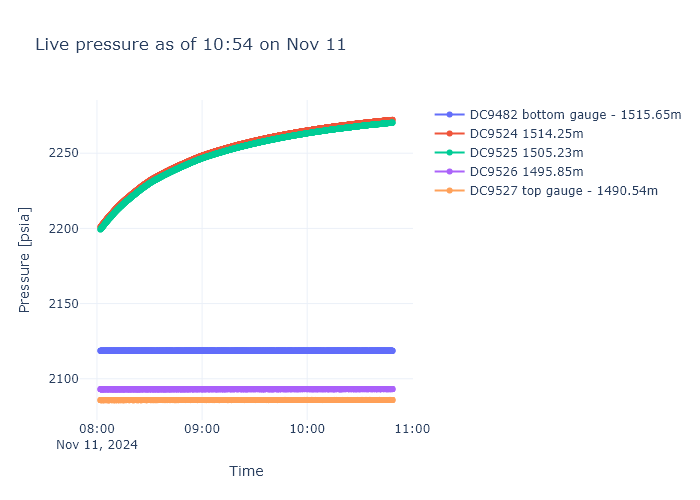 Live pressure as of 10:54 on Nov 11
DC9482 bottom gauge - 1515.65m
DC9524 1514.25m
DC9525 1505.23m
DC9526 1495.85m
DC9527 top gauge - 1490.54m
Pressure [psia]
2250
2200
2150
2100
08:00
Nov 11, 2024
09:00
10:00
11:00
Time